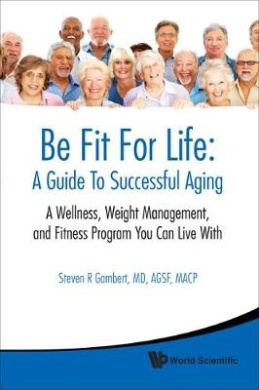 Be Fit For Life:
A Guide To Successful Aging
A Wellness, Weight Management,
and Fitness Program You Can Live With
Steven R Gambert, MD, AGSF, MACP
World Scientific